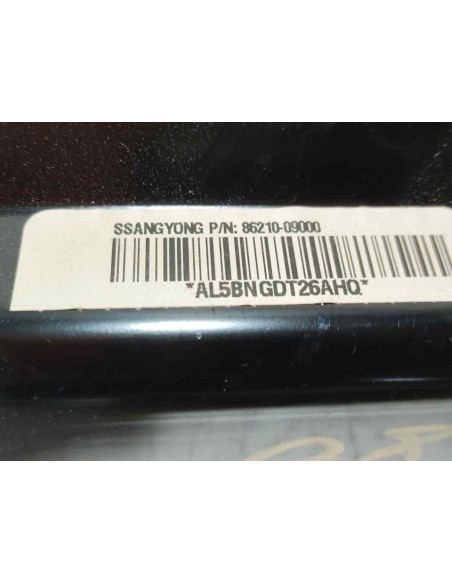 SSANGYONG P/N: 86210-09000
*AL5BNGDT26AHQ*